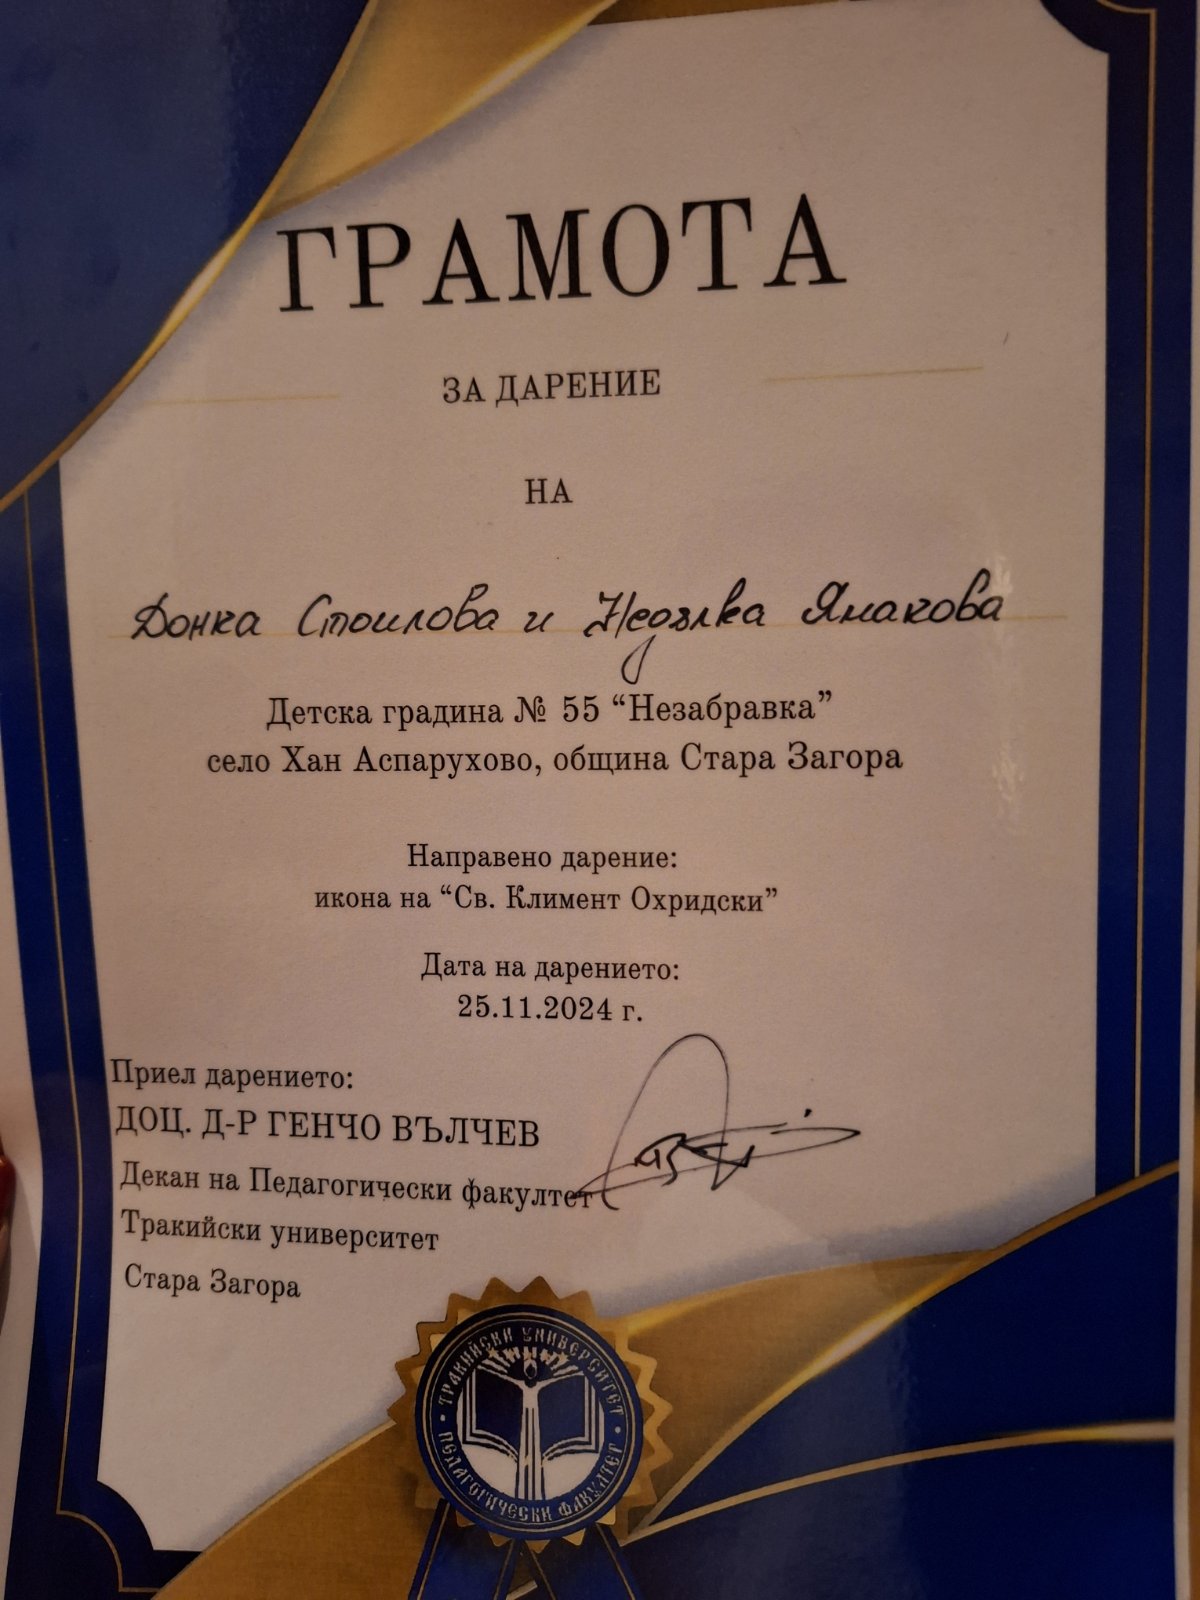 ГРАМОТА
ЗА ДАРЕНИЕ
НА
Донка Стоилова и Недялка Ямакова
Детска градина № 55 “Незабравка”
село Хан Аспарухово, община Стара Загора
Направено дарение:
икона на “Св. Климент Охридски”
Дата на дарението:
25.11.2024 г.
Приел дарението:
ДОЦ. Д-Р ГЕНЧО ВЪЛЧЕВ
Декан на Педагогически факултет
Тракийски университет
Стара Загора
ТРАКИЙСКИ УНИВЕРСИТЕТ
ПЕДАГОГИЧЕСКИ ФАКУЛТЕТ